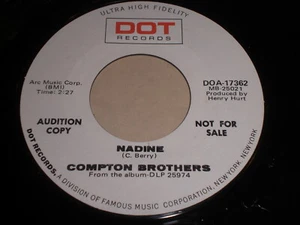 ULTRA HIGH FIDELITY
DOT
RECORDS
Arc Music Corp.
(BMI)
Time: 2:27
DOA-17362
MB-25021
Produced by
Henry Hurt
AUDITION
COPY
NOT FOR
SALE
NADINE
(C. Berry)
COMPTON BROTHERS
From the album-DLP 25974
DOT RECORDS, A DIVISION OF FAMOUS MUSIC CORPORATION, NEW YORK, NEW YORK